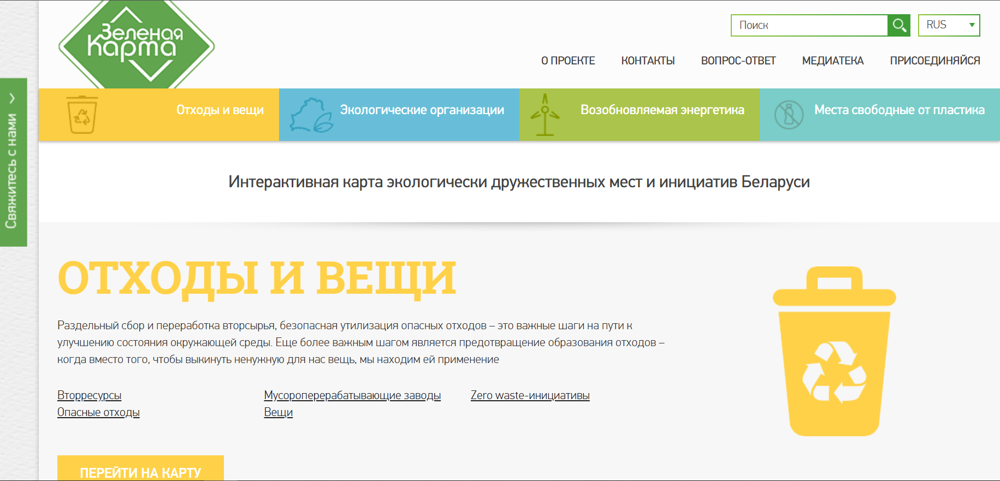 Зеленая
карта
Поиск
RUS
О ПРОЕКТЕ
КОНТАКТЫ
ВОПРОС-ОТВЕТ
МЕДИАТЕКА
ПРИСОЕДИНЯЙСЯ
Свяжитесь с нами
Отходы и вещи
Экологические организации
Возобновляемая энергетика
Места свободные от пластика
Интерактивная карта экологически дружественных мест и инициатив Беларуси
ОТХОДЫ И ВЕЩИ
Раздельный сбор и переработка вторсырья, безопасная утилизация опасных отходов – это важные шаги на пути к
улучшению состояния окружающей среды. Еще более важным шагом является предотвращение образования отходов –
когда вместо того, чтобы выкинуть ненужную для нас вещь, мы находим ей применение
Вторресурсы
Опасные отходы
Мусороперерабатывающие заводы
Вещи
Zero waste-инициативы
ПЕРЕЙТИ НА КАРТУ